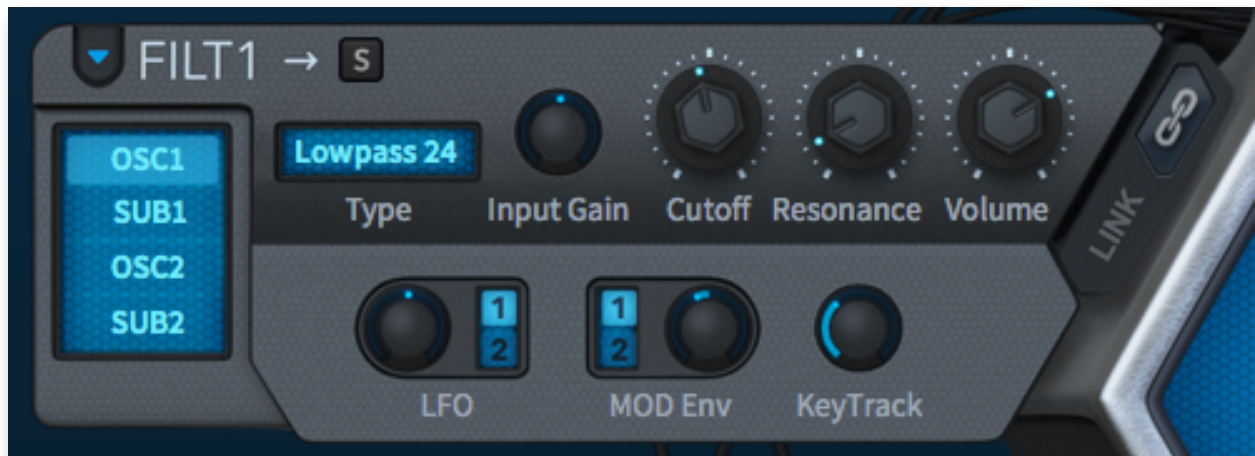 FILT1 → S
OSC1
SUB1
OSC2
SUB2
Lowpass 24
Type
Input Gain
Cutoff
Resonance
Volume
LINK
1
2
LFO
1
2
MOD Env
KeyTrack